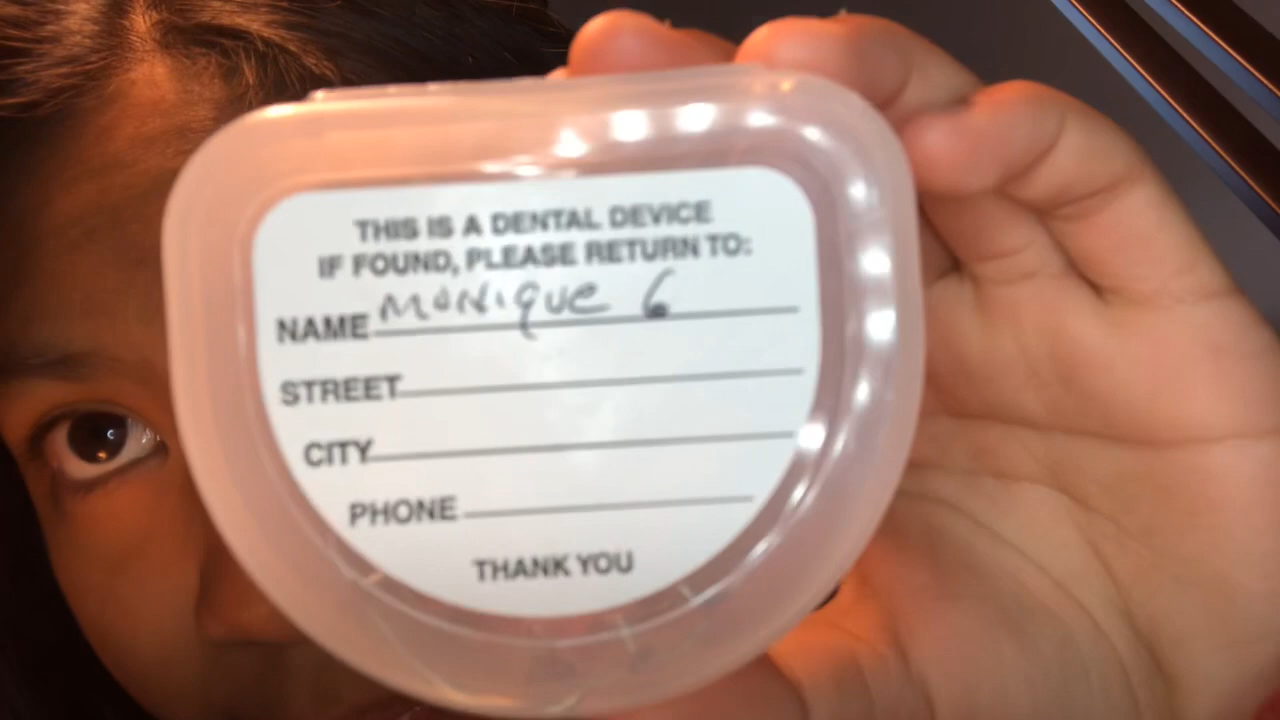 THIS IS A DENTAL DEVICE
IF FOUND, PLEASE RETURN TO:
NAME Monique G
STREET
CITY
PHONE
THANK YOU